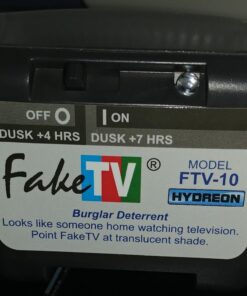 OFF O | ON
DUSK +4 HRS DUSK +7 HRS
FakeTV ®
MODEL
FTV-10
HYDREON
Burglar Deterrent
Looks like someone home watching television.
Point FakeTV at translucent shade.